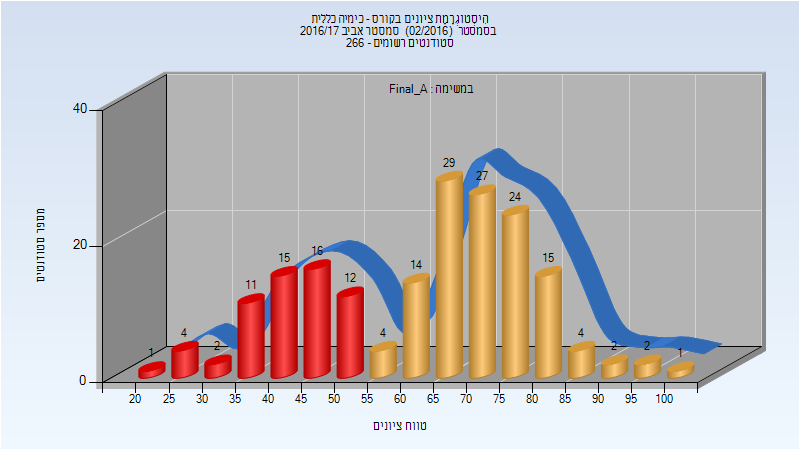 היסטוגרמת ציונים בקורס - כימיה כללית
בסמסטר (02/2016) סמסטר אביב 2016/17
סטודנטים רשומים - 266
במשימה : Final_A
מספר סטודנטים
40
20
0
1 4 2 11 15 16 12 4 14 29 27 24 15 4 2 2 1
20 25 30 35 40 45 50 55 60 65 70 75 80 85 90 95 100
טווח ציונים